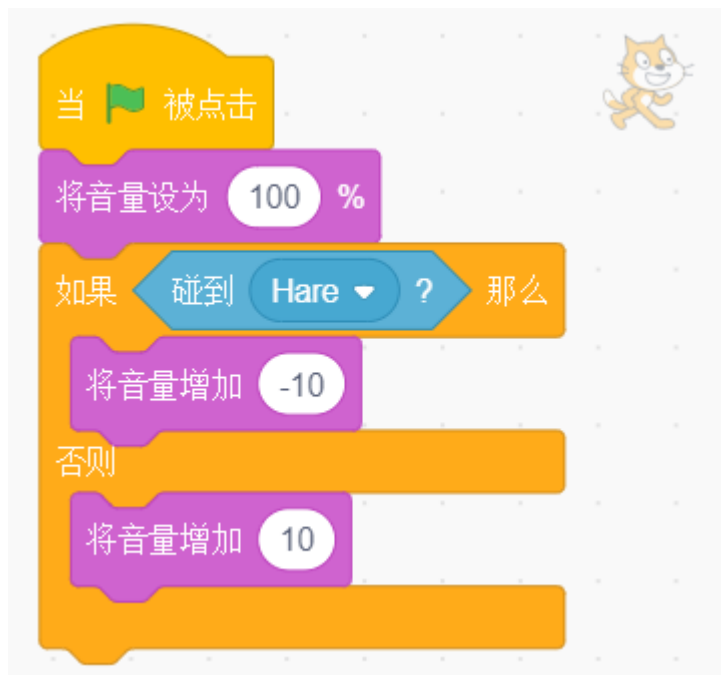 当 被点击
将音量设为 100 %
如果 碰到 Hare ? 那么
将音量增加 -10
否则
将音量增加 10